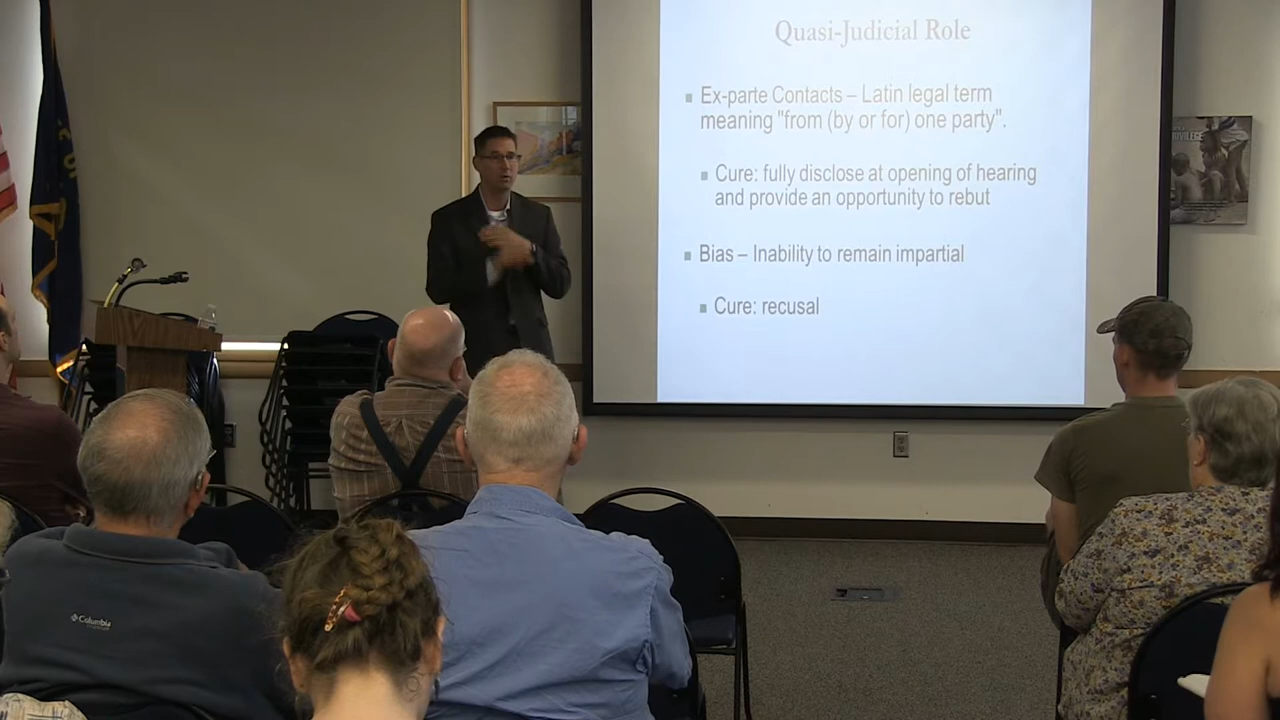 Quasi-Judicial Role
Ex-parte Contacts – Latin legal term
meaning "from (by or for) one party".
Cure: fully disclose at opening of hearing
and provide an opportunity to rebut
Bias – Inability to remain impartial
Cure: recusal
Columbia